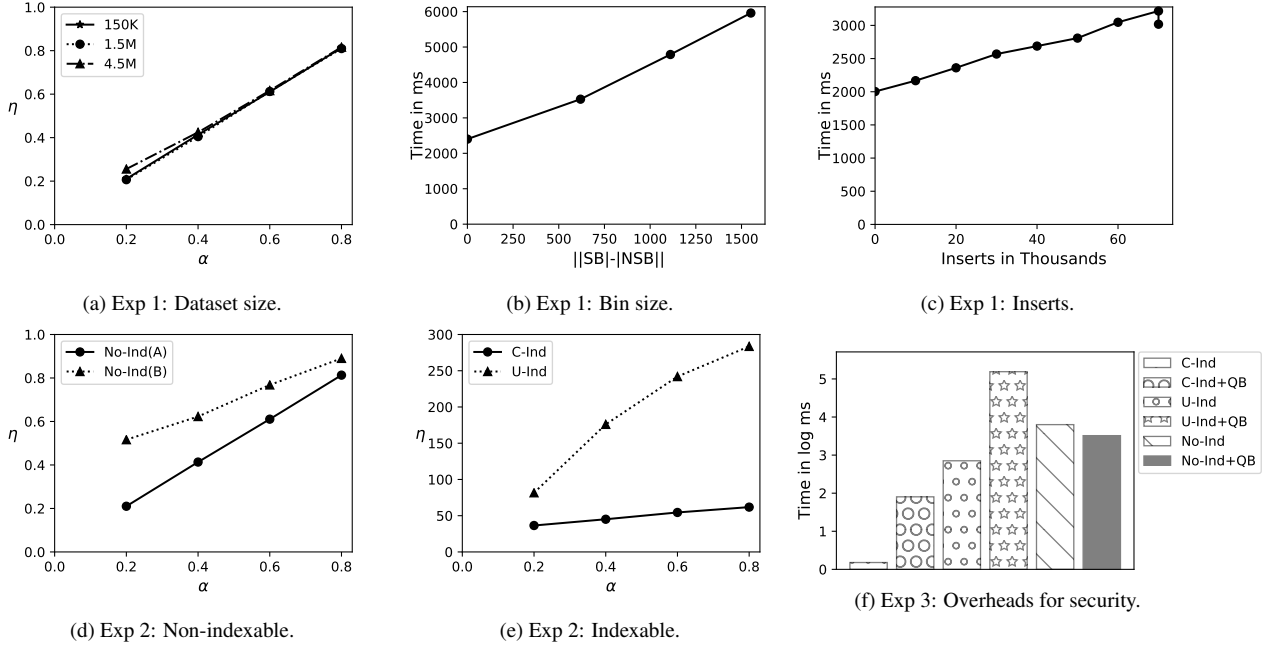 1.0
0.8
0.6
0.4
0.2
0.0
η
150K
1.5M
4.5M
0.0 0.2 0.4 0.6 0.8
α
(a) Exp 1: Dataset size.
6000
5000
4000
3000
2000
1000
0
Time in ms
0 250 500 750 1000 1250 1500
||SB|-|NSB||
(b) Exp 1: Bin size.
3000
2500
2000
1500
1000
500
0
Time in ms
0 20 40 60
Inserts in Thousands
(c) Exp 1: Inserts.
1.0
0.8
0.6
0.4
0.2
0.0
η
No-Ind(A)
No-Ind(B)
0.0 0.2 0.4 0.6 0.8
α
(d) Exp 2: Non-indexable.
300
250
200
150
100
50
0
η
C-Ind
U-Ind
0.0 0.2 0.4 0.6 0.8
α
(e) Exp 2: Indexable.
5
4
3
2
1
0
Time in log ms
C-Ind
C-Ind+QB
U-Ind
U-Ind+QB
No-Ind
No-Ind+QB
(f) Exp 3: Overheads for security.